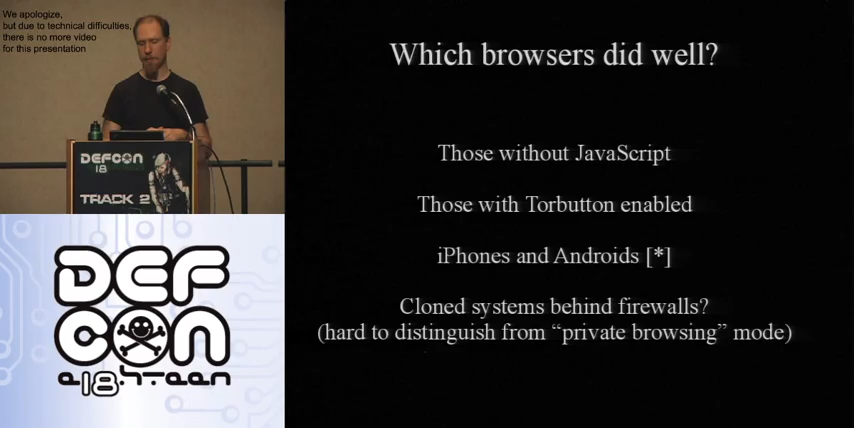 We apologize,
but due to technical difficulties,
there is no more video
for this presentation
DEFCON
18
TRACK 2
DEF
CON
e18.hteen
Which browsers did well?
Those without JavaScript
Those with Torbutton enabled
iPhones and Androids [*]
Cloned systems behind firewalls?
(hard to distinguish from “private browsing” mode)